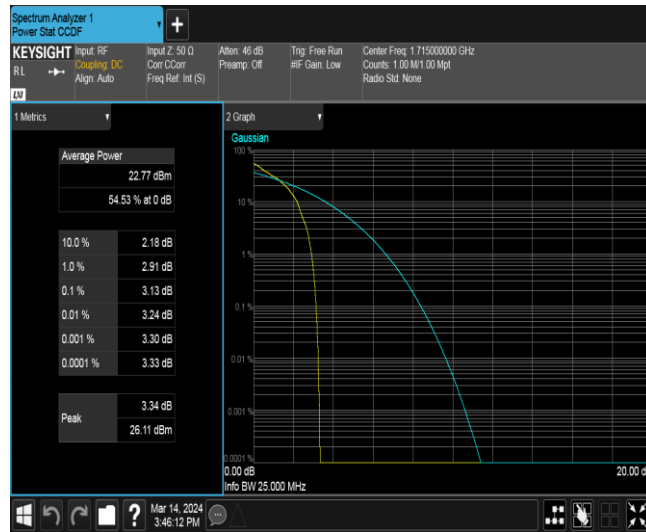 Spectrum Analyzer 1
Power Stat CCDF
+
KEYSIGHT
RL
LXI
Input: RF
Coupling: DC
Align: Auto
Input Z: 50 Ω
Corr CCorr
Freq Ref: Int (S)
Atten: 46 dB
Preamp: Off
Trig: Free Run
#IF Gain: Low
Center Freq: 1.715000000 GHz
Counts: 1.00 M/1.00 Mpt
Radio Std: None
1 Metrics
Average Power
22.77 dBm
54.53 % at 0 dB
10.0 % 2.18 dB
1.0 % 2.91 dB
0.1 % 3.13 dB
0.01 % 3.24 dB
0.001 % 3.30 dB
0.0001 % 3.33 dB
Peak
3.34 dB
26.11 dBm
2 Graph
Gaussian
100 %
10 %
1 %
0.1 %
0.01 %
0.001 %
0.0001 %
0.00 dB
20.00 d
Info BW 25.000 MHz
?
Mar 14, 2024
3:46:12 PM